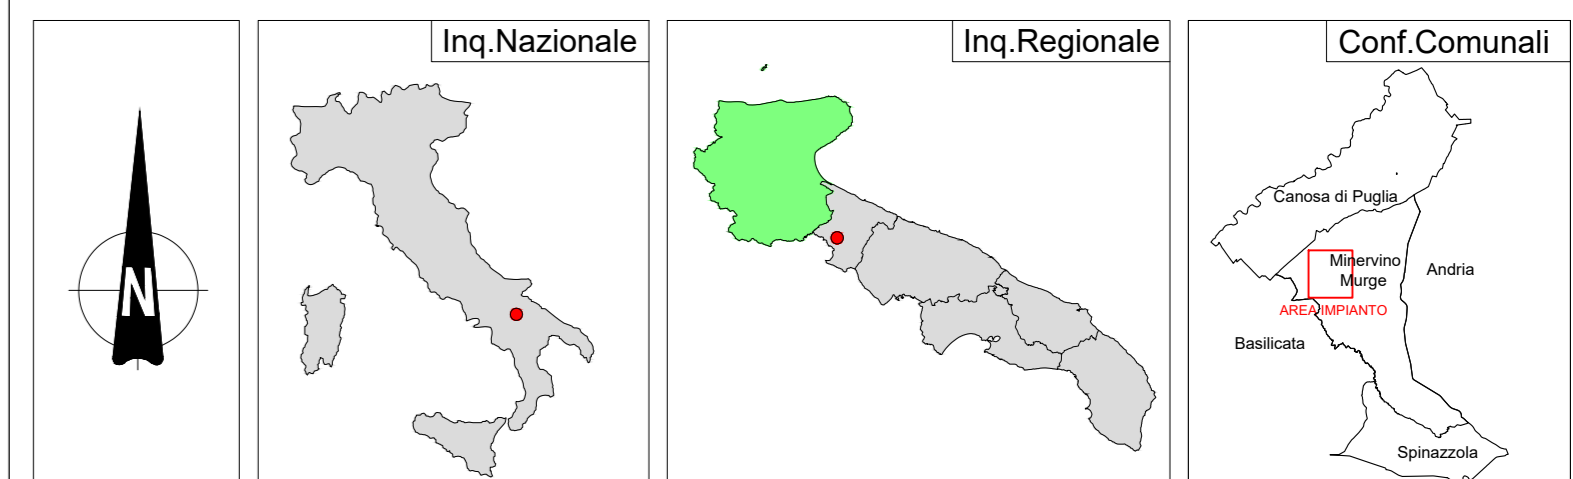 N
Inq.Nazionale
Inq.Regionale
Conf.Comunali
Canosa di Puglia
Minervino
Murge
Andria
AREA IMPIANTO
Basilicata
Spinazzola